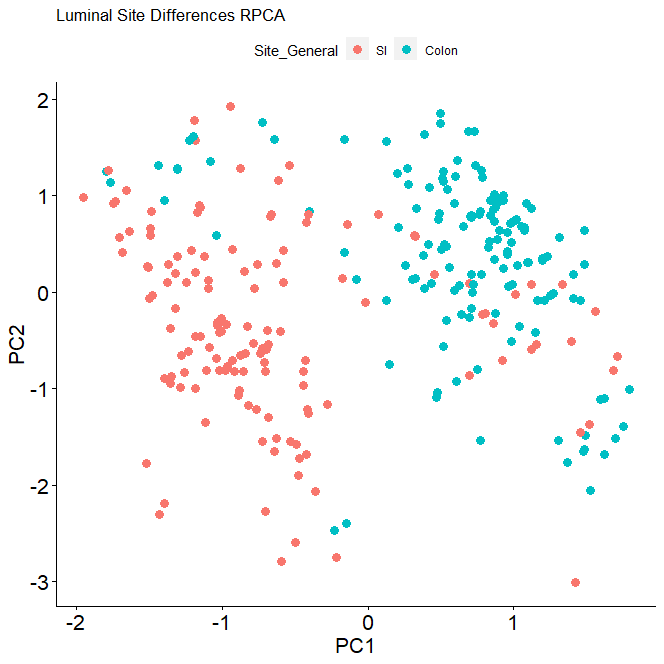 Luminal Site Differences RPCA
Site_General SI Colon
2
1
0
-1
-2
-3
PC2
-2 -1 0 1
PC1